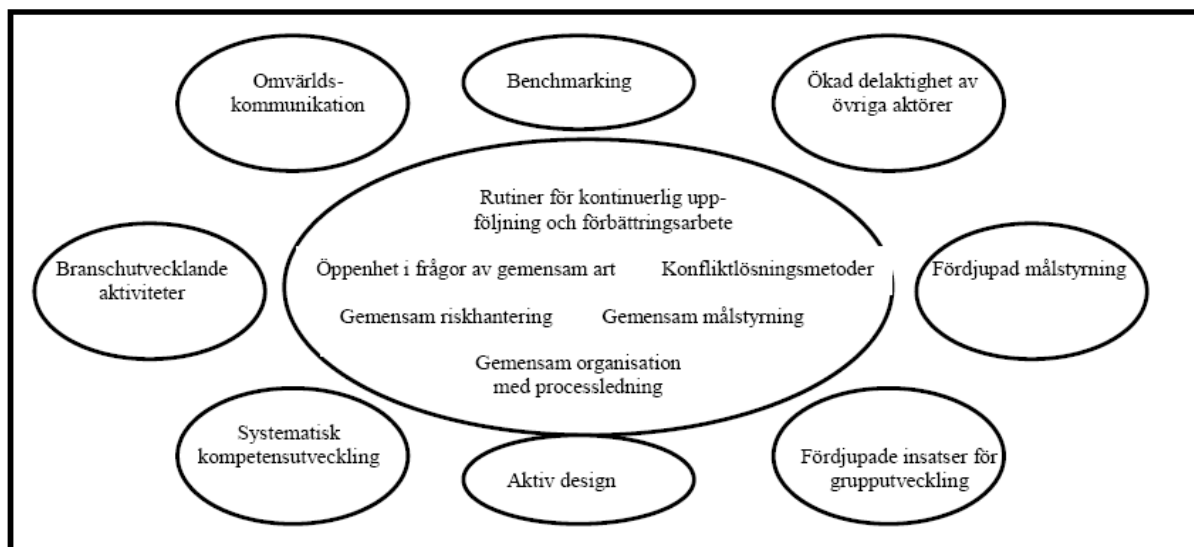 Omvärlds-
kommunikation
Benchmarking
Ökad delaktighet av
övriga aktörer
Rutiner för kontinuerlig upp-
följning och förbättringsarbete
Branschutvecklande
aktiviteter
Öppenhet i frågor av gemensam art
Konfliktlösningsmetoder
Fördjupad målstyrning
Gemensam riskhantering
Gemensam målstyrning
Gemensam organisation
med processledning
Systematisk
kompetensutveckling
Aktiv design
Fördjupade insatser för
grupputveckling